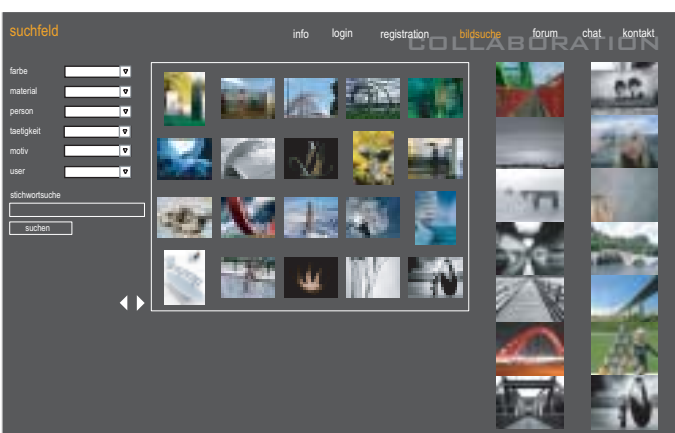 suchfeld
info login registration bildsuche forum chat kontakt
COLLABORATION
farbe
material
person
taetigkeit
motiv
user
stichwortsuche
suchen